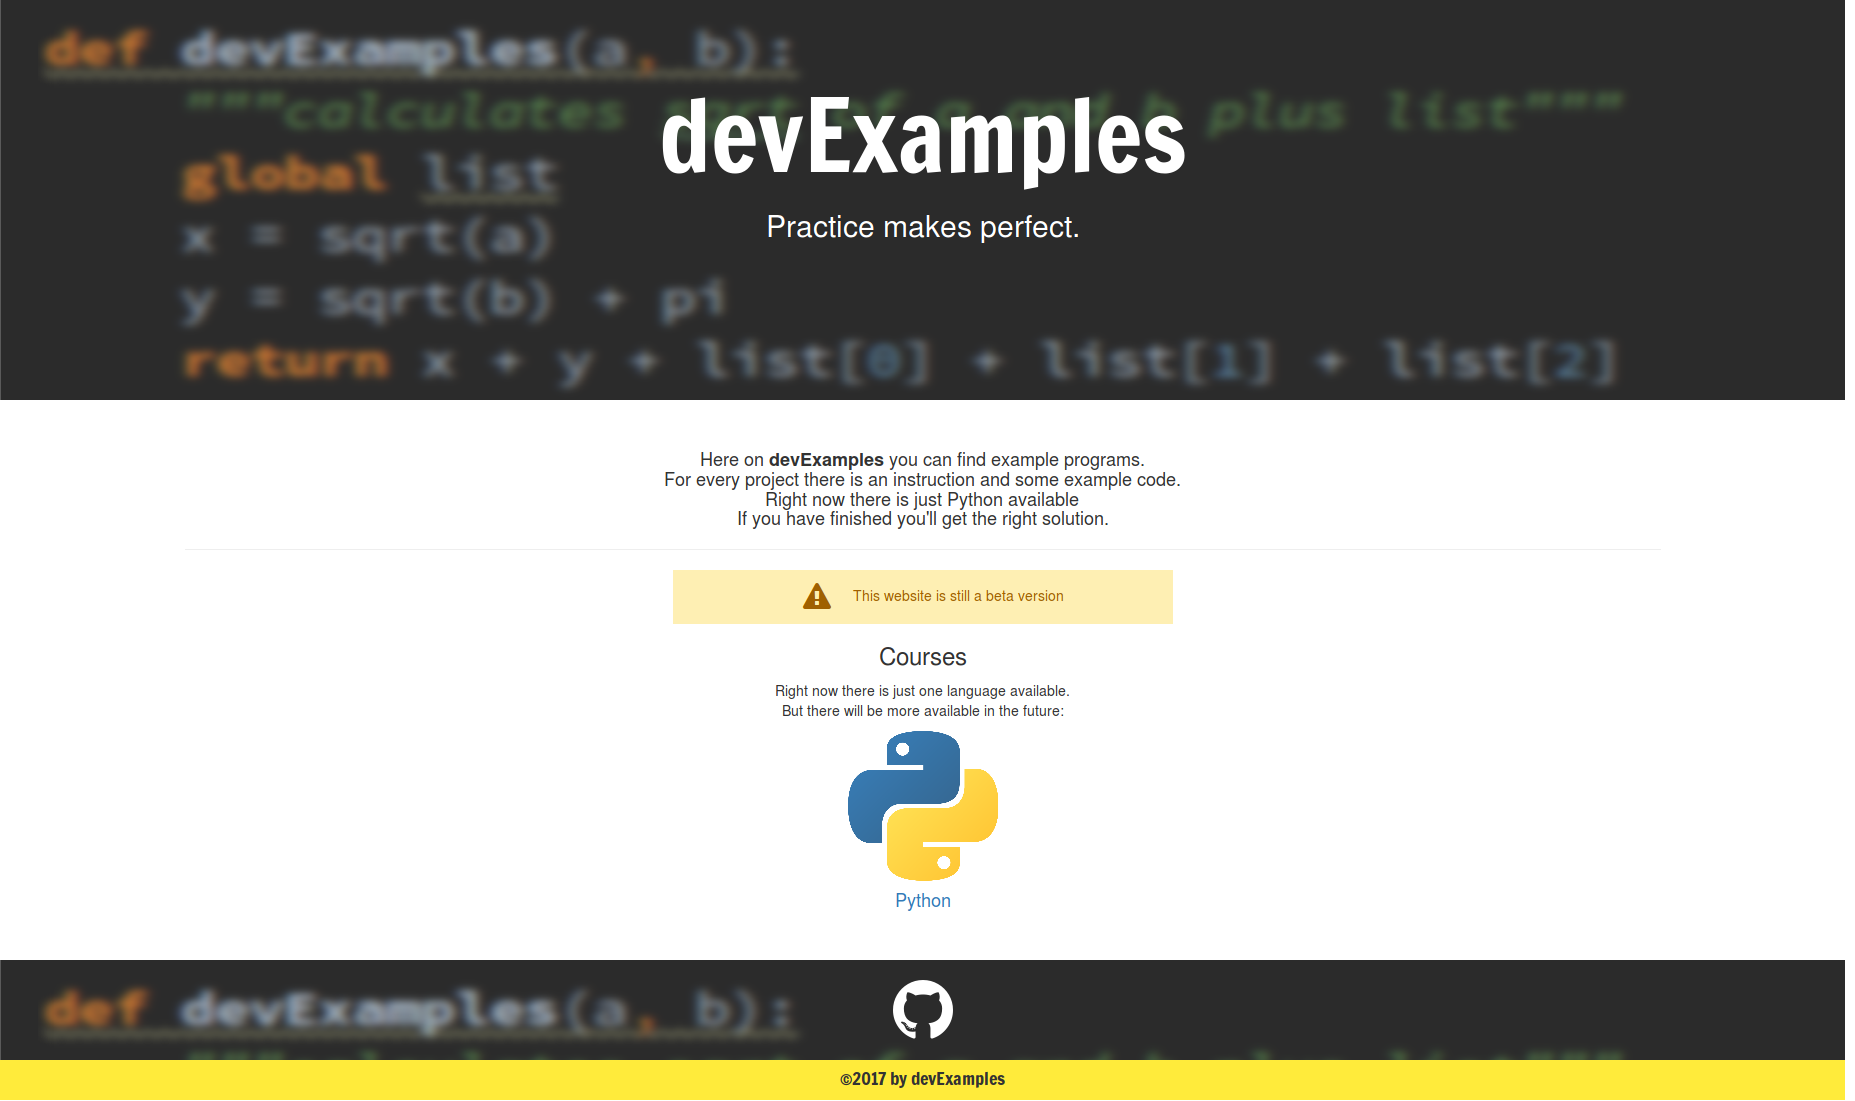 def devExamples(a, b):
"""calculates sqrt of a and b plus list"""
devExamples
global list
Practice makes perfect.
x = sqrt(a)
y = sqrt(b) + pi
return x + y + list[0] + list[1] + list[2]
Here on devExamples you can find example programs.
For every project there is an instruction and some example code.
Right now there is just Python available
If you have finished you'll get the right solution.
This website is still a beta version
Courses
Right now there is just one language available.
But there will be more available in the future:
Python
def devExamples(a, b):
©2017 by devExamples